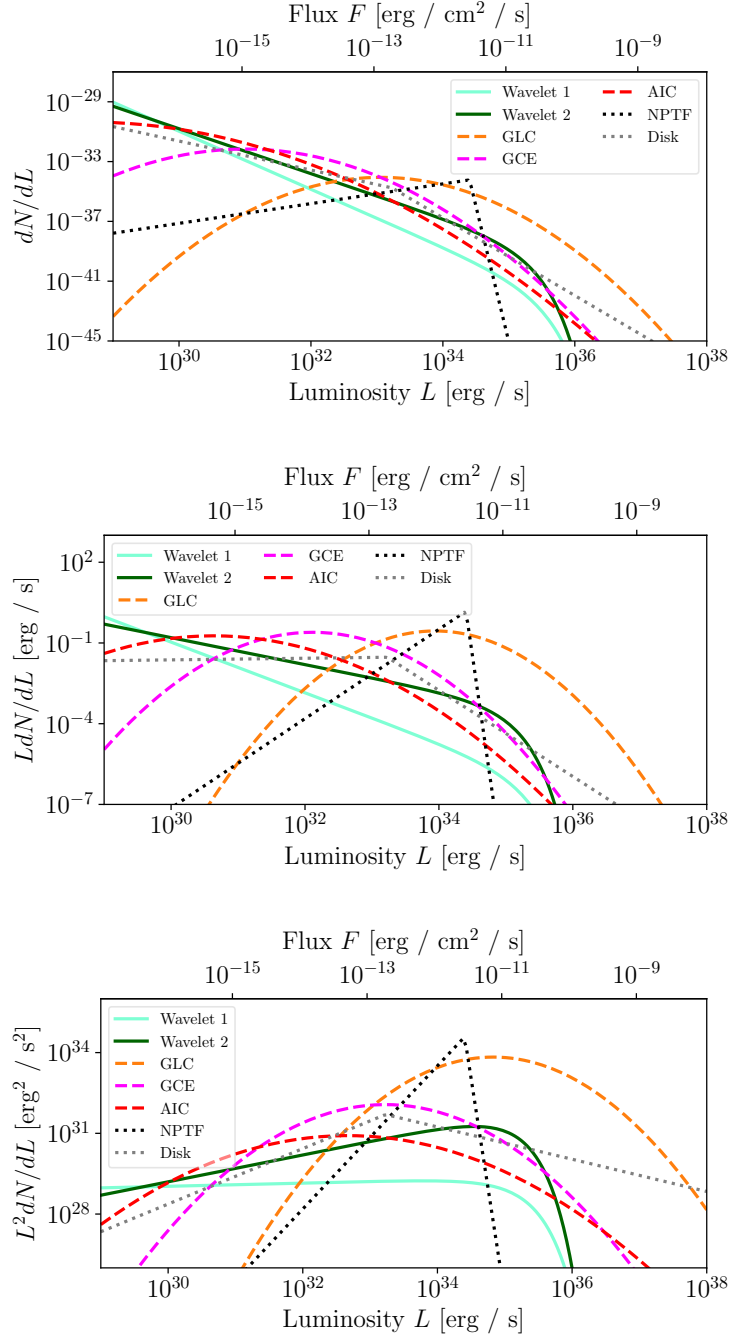 Flux F [erg / cm² / s]
10⁻¹⁵ 10⁻¹³ 10⁻¹¹ 10⁻⁹
Wavelet 1
Wavelet 2
GLC
GCE
AIC
NPTF
Disk
dN/dL
10⁻²⁹
10⁻³³
10⁻³⁷
10⁻⁴¹
10⁻⁴⁵
10³⁰ 10³² 10³⁴ 10³⁶ 10³⁸
Luminosity L [erg / s]
Flux F [erg / cm² / s]
10⁻¹⁵ 10⁻¹³ 10⁻¹¹ 10⁻⁹
Wavelet 1
Wavelet 2
GLC
GCE
AIC
NPTF
Disk
LdN/dL [erg / s]
10²
10⁻¹
10⁻⁴
10⁻⁷
10³⁰ 10³² 10³⁴ 10³⁶ 10³⁸
Luminosity L [erg / s]
Flux F [erg / cm² / s]
10⁻¹⁵ 10⁻¹³ 10⁻¹¹ 10⁻⁹
Wavelet 1
Wavelet 2
GLC
GCE
AIC
NPTF
Disk
L²dN/dL [erg² / s²]
10³⁴
10³¹
10²⁸
10³⁰ 10³² 10³⁴ 10³⁶ 10³⁸
Luminosity L [erg / s]